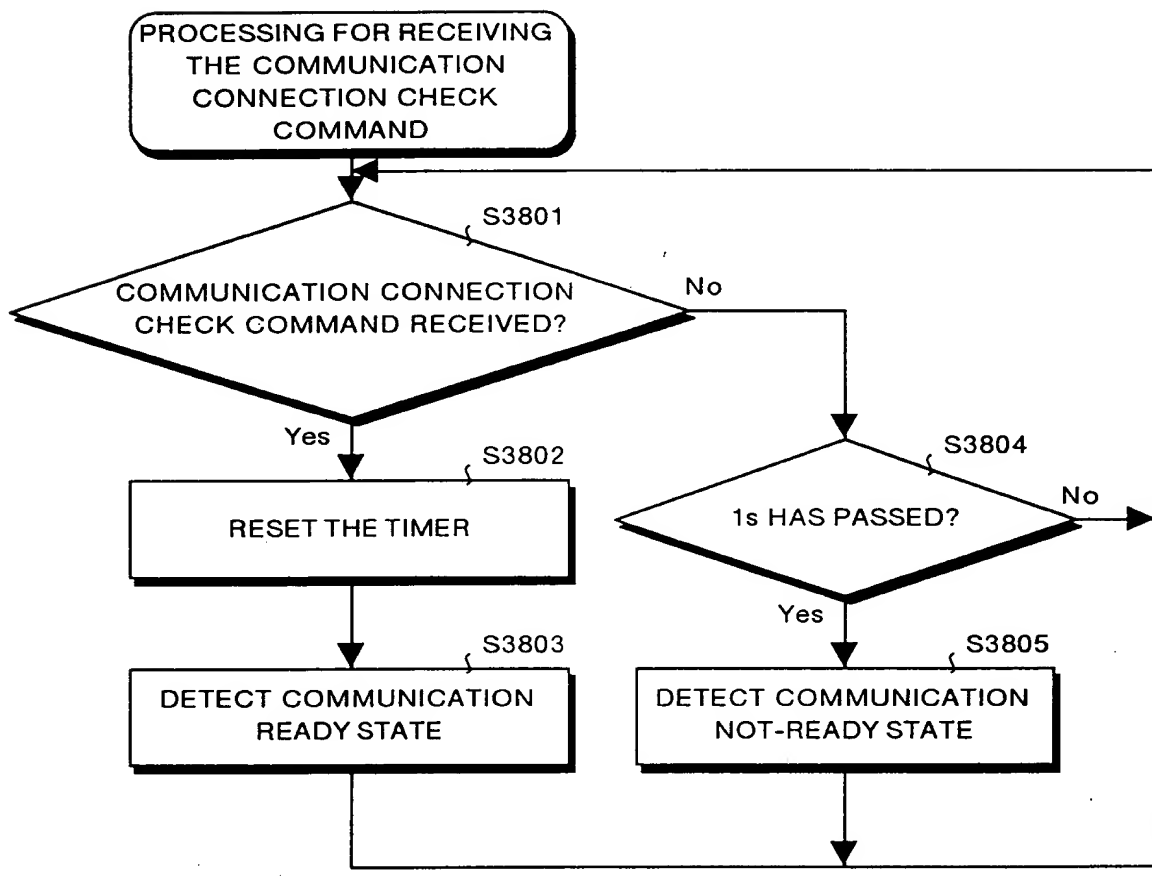 PROCESSING FOR RECEIVING
THE COMMUNICATION
CONNECTION CHECK
COMMAND
S3801
COMMUNICATION CONNECTION
CHECK COMMAND RECEIVED?
No
Yes
S3802
RESET THE TIMER
S3804
1s HAS PASSED?
No
Yes
S3803
DETECT COMMUNICATION
READY STATE
S3805
DETECT COMMUNICATION
NOT-READY STATE